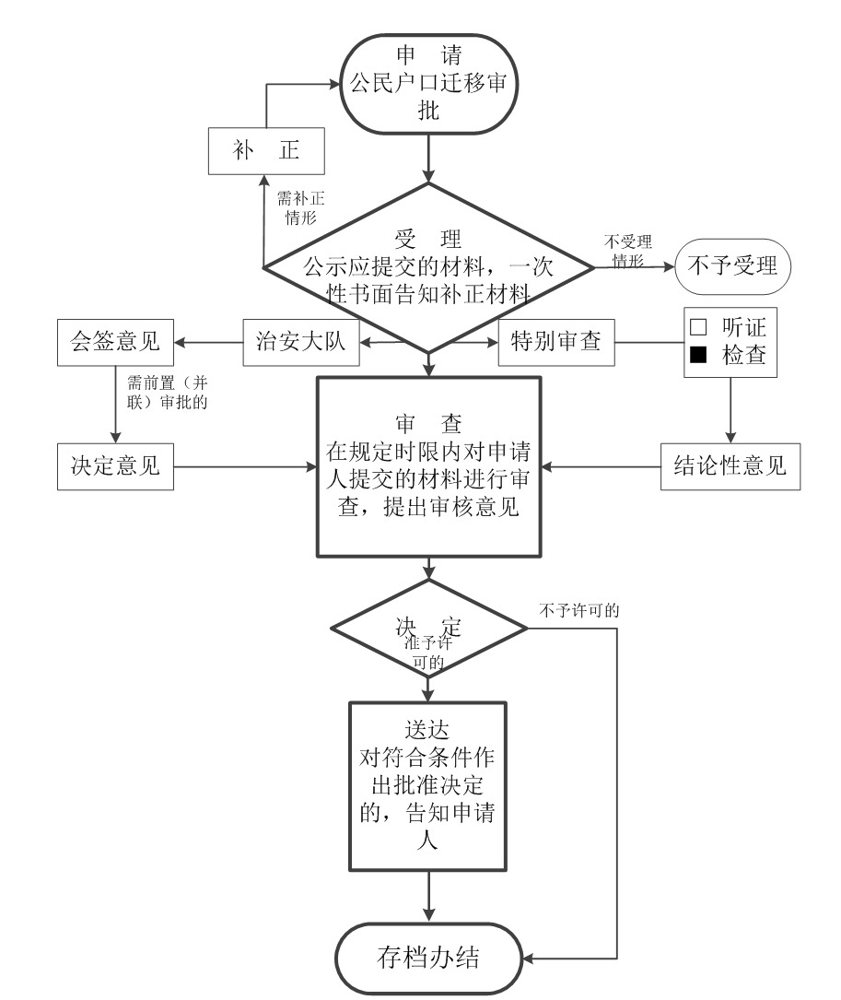 申　请
公民户口迁移审
批
补　正
需补正
情形
受　理
公示应提交的材料，一次
性书面告知补正材料
不受理
情形
不予受理
会签意见
治安大队
特别审查
□ 听证
■ 检查
需前置（并
联）审批的
决定意见
审　查
在规定时限内对申请
人提交的材料进行审
查，提出审核意见
结论性意见
决　定
准予许
可的
不予许可的
送达
对符合条件作
出批准决定
的，告知申请
人
存档办结